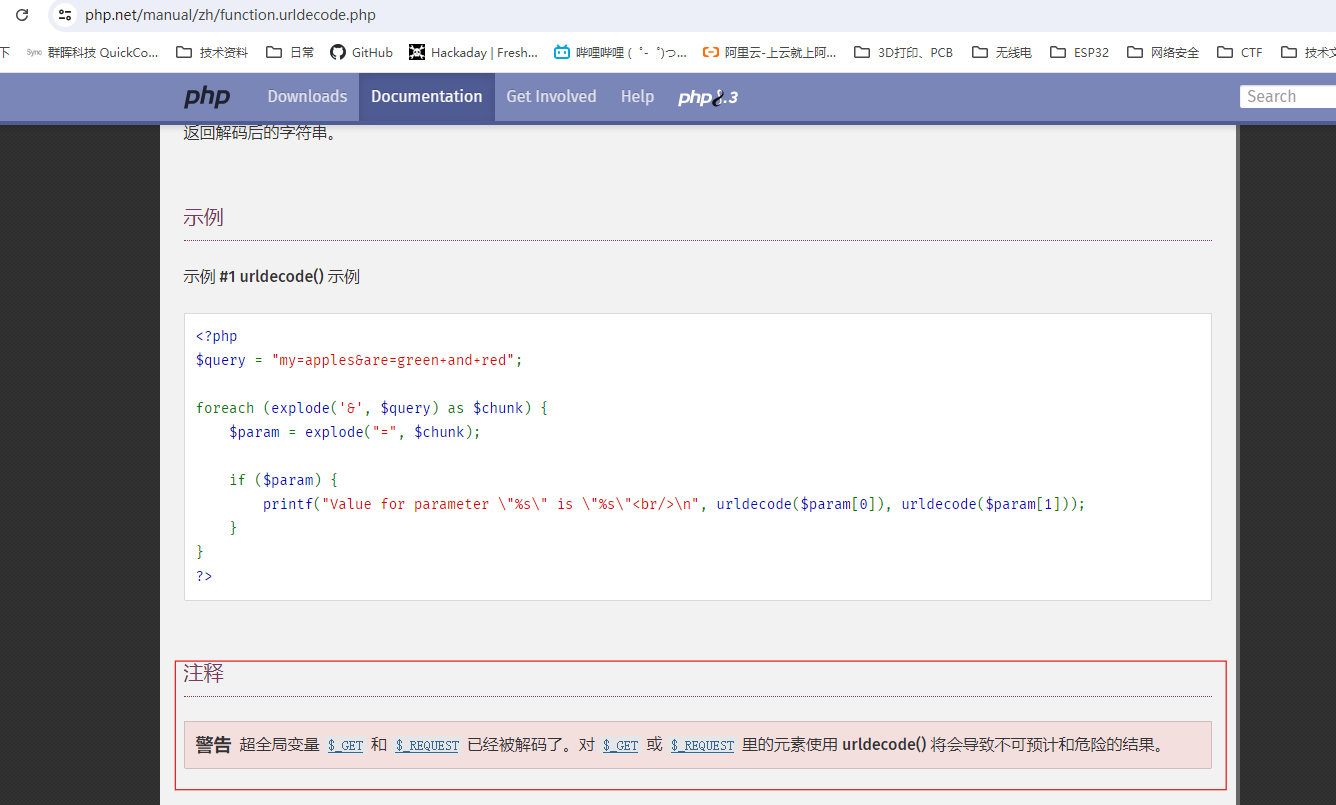 php.net/manual/zh/function.urldecode.php
下 Sync 群晖科技 QuickCo... 技术资料 日常 GitHub Hackaday | Fresh... 哔哩哔哩 ( ゜- ゜)つ... 阿里云-上云就上阿... 3D打印、PCB 无线电 ESP32 网络安全 CTF 技术文
php Downloads Documentation Get Involved Help php8.3 Search
返回解码后的字符串。
示例
示例 #1 urldecode() 示例
<?php
$query = "my=apples&are=green+and+red";
foreach (explode('&', $query) as $chunk) {
    $param = explode("=", $chunk);
    if ($param) {
        printf("Value for parameter \"%s\" is \"%s\"<br/>\n", urldecode($param[0]), urldecode($param[1]));
    }
}
?>
注释
警告 超全局变量 $_GET 和 $_REQUEST 已经被解码了。对 $_GET 或 $_REQUEST 里的元素使用 urldecode() 将会导致不可预计和危险的结果。